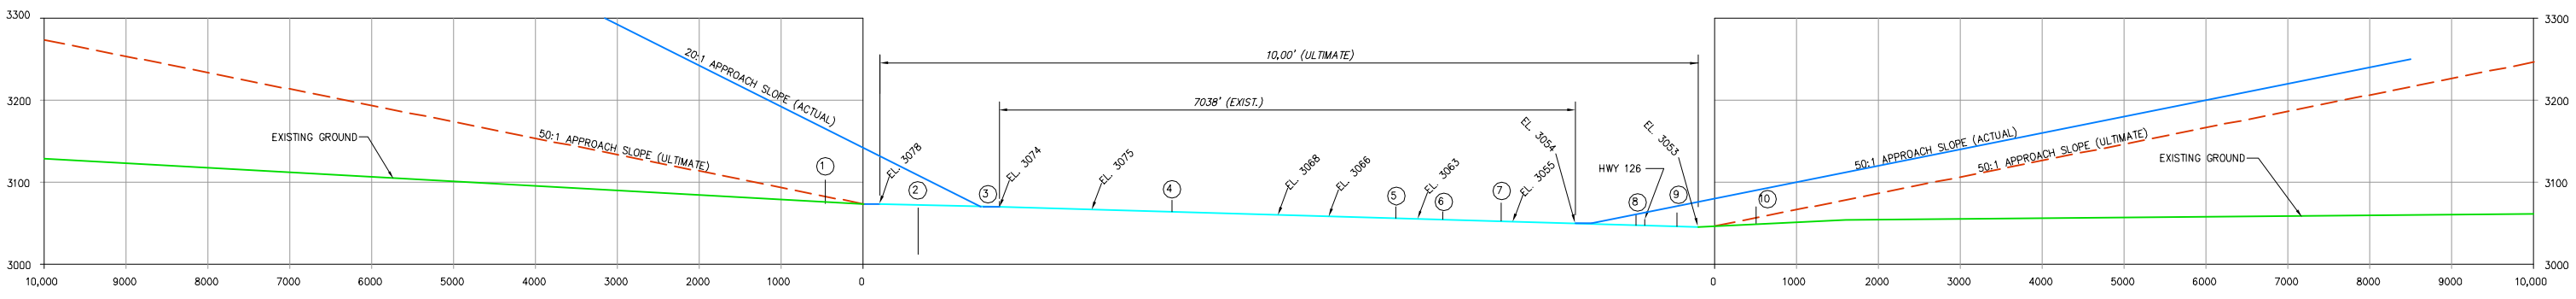 3300
3200
3100
3000
10,000 9000 8000 7000 6000 5000 4000 3000 2000 1000 0
20:1 APPROACH SLOPE (ACTUAL)
50:1 APPROACH SLOPE (ULTIMATE)
EXISTING GROUND
10,00' (ULTIMATE)
7038' (EXIST.)
EL. 3078
EL. 3074
EL. 3075
EL. 3068
EL. 3066
EL. 3063
EL. 3055
EL. 3054
EL. 3053
HWY 126
1
2
3
4
5
6
7
8
9
10
50:1 APPROACH SLOPE (ACTUAL)
50:1 APPROACH SLOPE (ULTIMATE)
EXISTING GROUND
3300
3200
3100
3000
0 1000 2000 3000 4000 5000 6000 7000 8000 9000 10,000